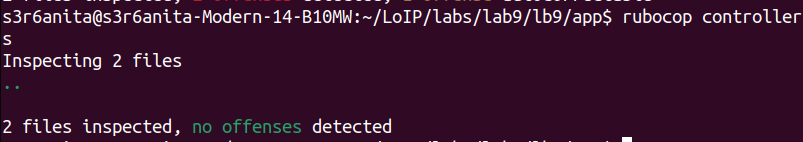 s3r6anita@s3r6anita-Modern-14-B10MW:~/LoIP/labs/lab9/lb9/app$ rubocop controller
s
Inspecting 2 files
..
2 files inspected, no offenses detected